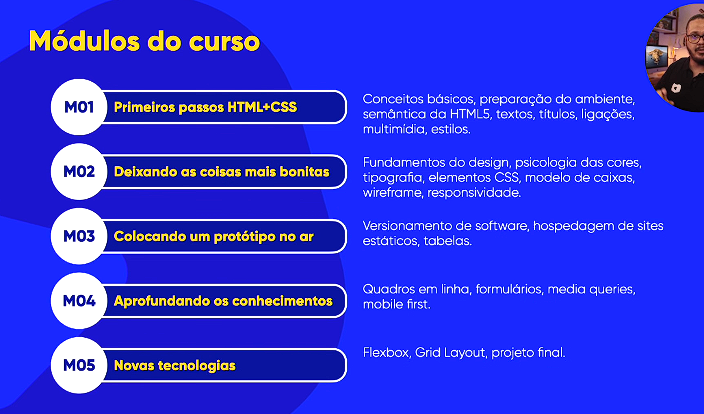 Módulos do curso
M01
Primeiros passos HTML+CSS
Conceitos básicos, preparação do ambiente,
semântica da HTML5, textos, títulos, ligações,
multimídia, estilos.
M02
Deixando as coisas mais bonitas
Fundamentos do design, psicologia das cores,
tipografia, elementos CSS, modelo de caixas,
wireframe, responsividade.
M03
Colocando um protótipo no ar
Versionamento de software, hospedagem de sites
estáticos, tabelas.
M04
Aprofundando os conhecimentos
Quadros em linha, formulários, media queries,
mobile first.
M05
Novas tecnologias
Flexbox, Grid Layout, projeto final.